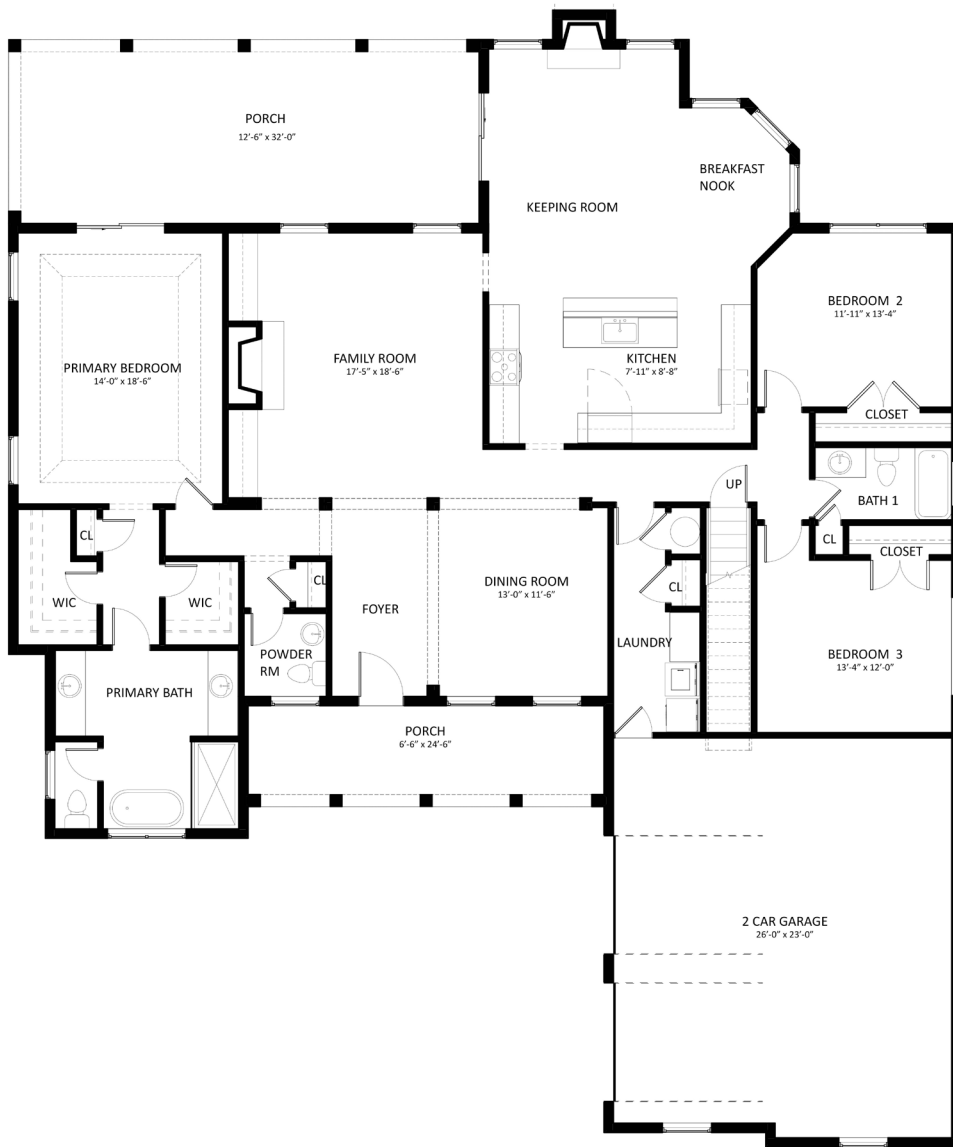 PORCH
12'-6" x 32'-0"
BREAKFAST
NOOK
KEEPING ROOM
BEDROOM 2
11'-11" x 13'-4"
PRIMARY BEDROOM
14'-0" x 18'-6"
FAMILY ROOM
17'-5" x 18'-6"
KITCHEN
7'-11" x 8'-8"
CLOSET
UP
BATH 1
CL
CL
CLOSET
CL
CL
WIC
WIC
FOYER
DINING ROOM
13'-0" x 11'-6"
LAUNDRY
POWDER
RM
BEDROOM 3
13'-4" x 12'-0"
PRIMARY BATH
PORCH
6'-6" x 24'-6"
2 CAR GARAGE
26'-0" x 23'-0"